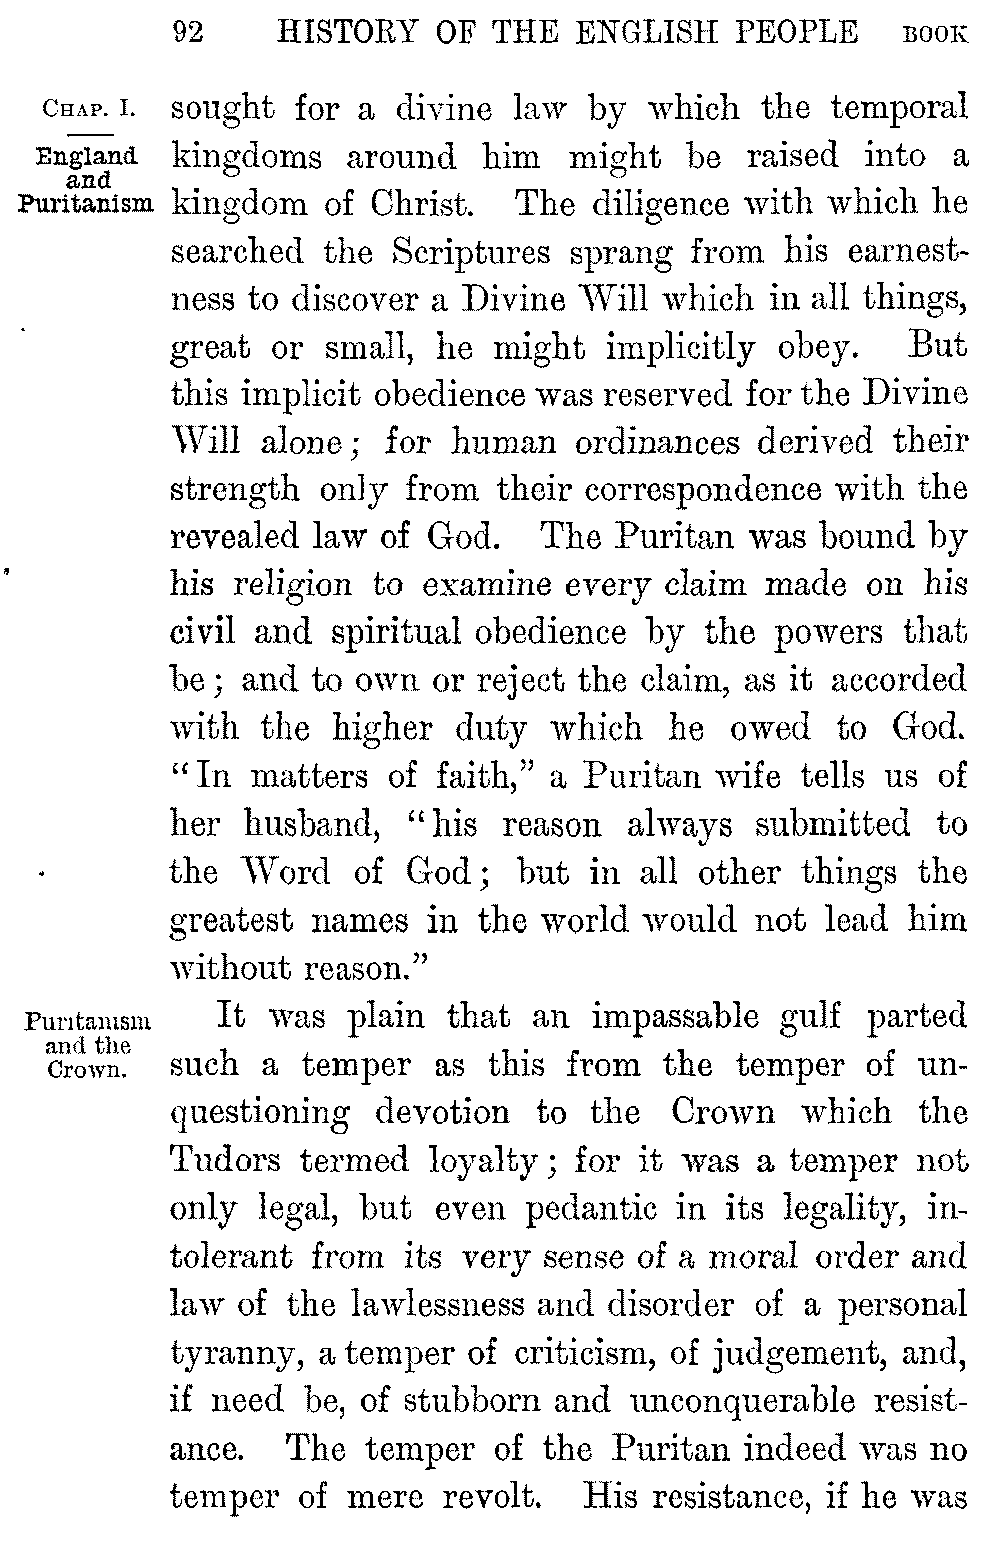 92 HISTORY OF THE ENGLISH PEOPLE BOOK
CHAP. I.
England
and
Puritanism
sought for a divine law by which the temporal
kingdoms around him might be raised into a
kingdom of Christ. The diligence with which he
searched the Scriptures sprang from his earnest-
ness to discover a Divine Will which in all things,
great or small, he might implicitly obey. But
this implicit obedience was reserved for the Divine
Will alone; for human ordinances derived their
strength only from their correspondence with the
revealed law of God. The Puritan was bound by
his religion to examine every claim made on his
civil and spiritual obedience by the powers that
be; and to own or reject the claim, as it accorded
with the higher duty which he owed to God.
“In matters of faith,” a Puritan wife tells us of
her husband, “his reason always submitted to
the Word of God; but in all other things the
greatest names in the world would not lead him
without reason.”
Puritanism
and the
Crown.
It was plain that an impassable gulf parted
such a temper as this from the temper of un-
questioning devotion to the Crown which the
Tudors termed loyalty; for it was a temper not
only legal, but even pedantic in its legality, in-
tolerant from its very sense of a moral order and
law of the lawlessness and disorder of a personal
tyranny, a temper of criticism, of judgement, and,
if need be, of stubborn and unconquerable resist-
ance. The temper of the Puritan indeed was no
temper of mere revolt. His resistance, if he was